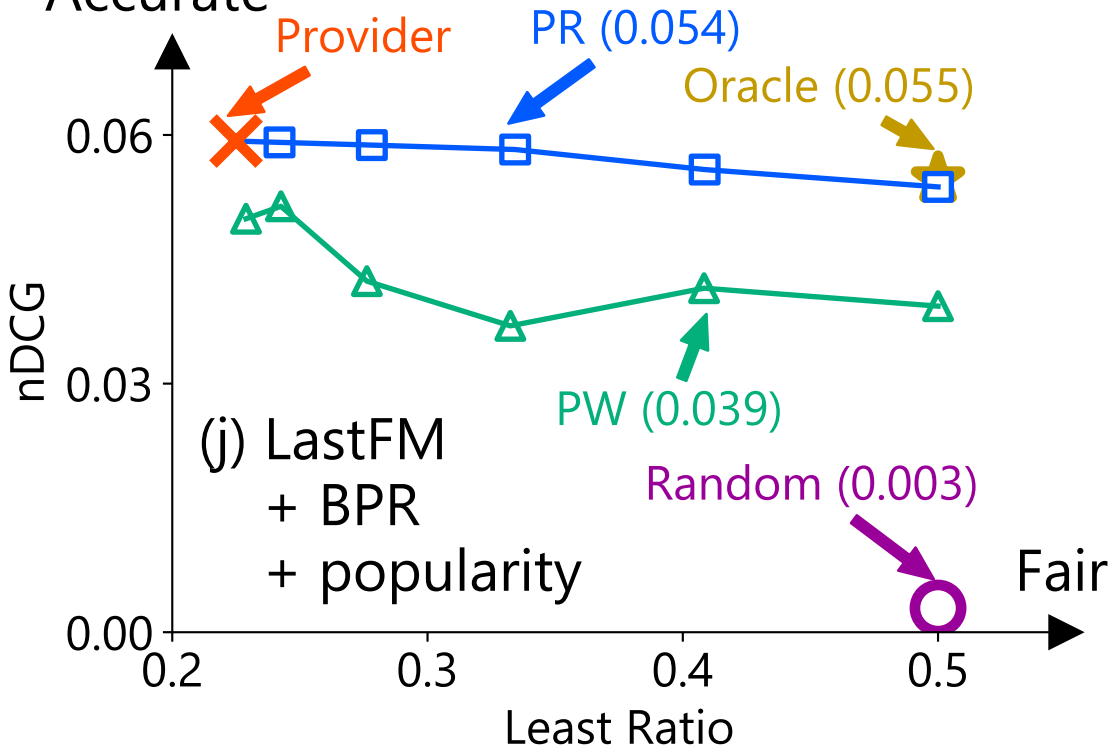 Accurate
Provider
PR (0.054)
Oracle (0.055)
0.06
nDCG
0.03
PW (0.039)
(j) LastFM
+ BPR
+ popularity
Random (0.003)
Fair
0.00
0.2
0.3
0.4
0.5
Least Ratio